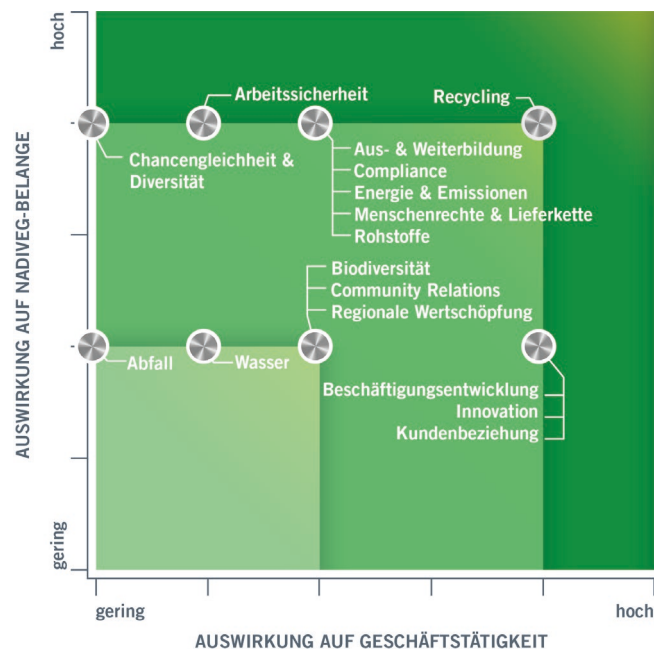 hoch
AUSWIRKUNG AUF NADIVEG-BELANGE
gering
Arbeitssicherheit
Recycling
Chancengleichheit &
Diversität
Aus- & Weiterbildung
Compliance
Energie & Emissionen
Menschenrechte & Lieferkette
Rohstoffe
Biodiversität
Community Relations
Regionale Wertschöpfung
Abfall
Wasser
Beschäftigungsentwicklung
Innovation
Kundenbeziehung
gering
hoch
AUSWIRKUNG AUF GESCHÄFTSTÄTIGKEIT